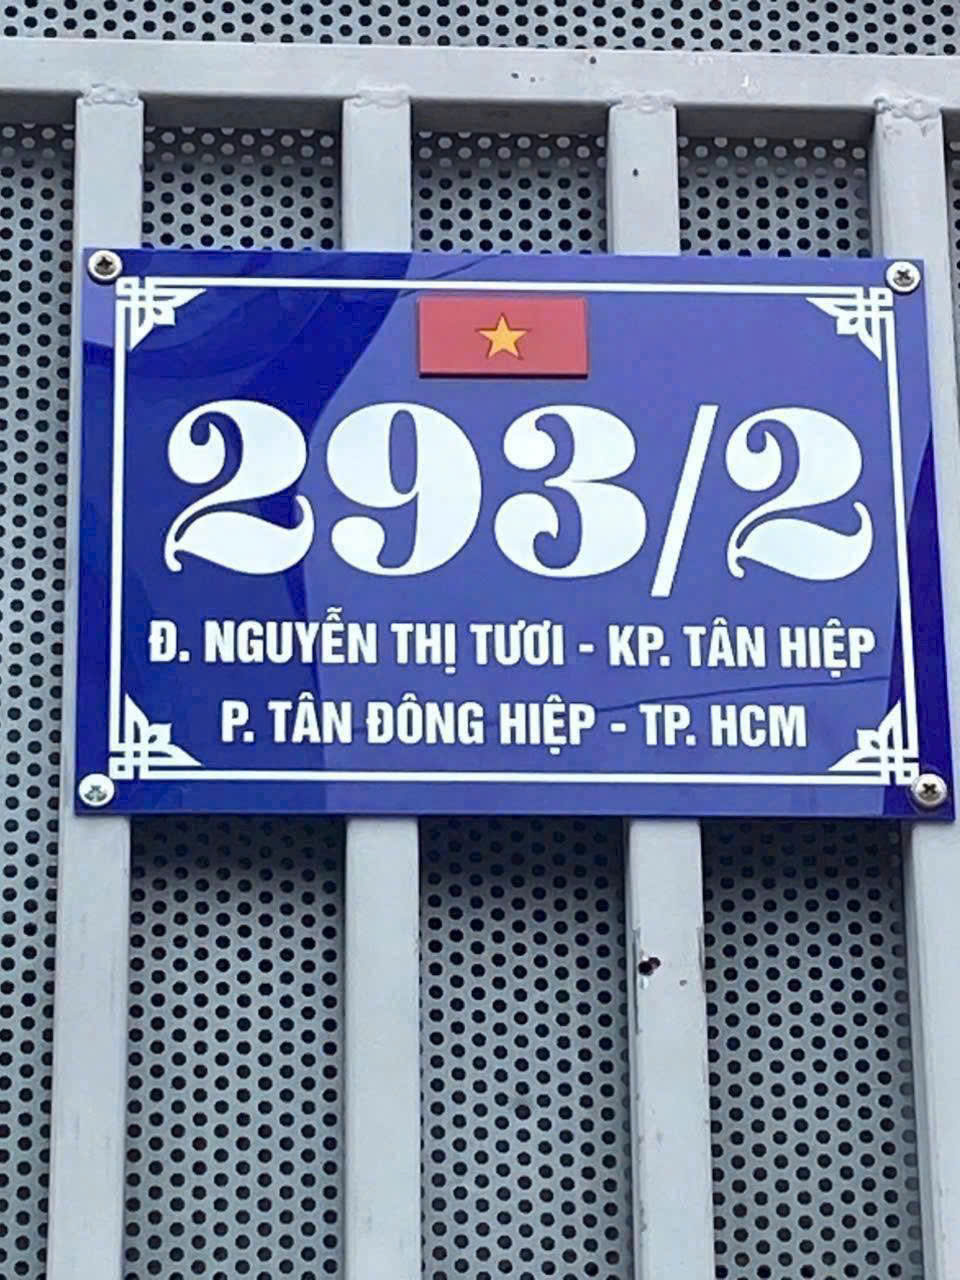 293/2
Đ. NGUYỄN THỊ TƯƠI - KP. TÂN HIỆP
P. TÂN ĐÔNG HIỆP - TP. HCM